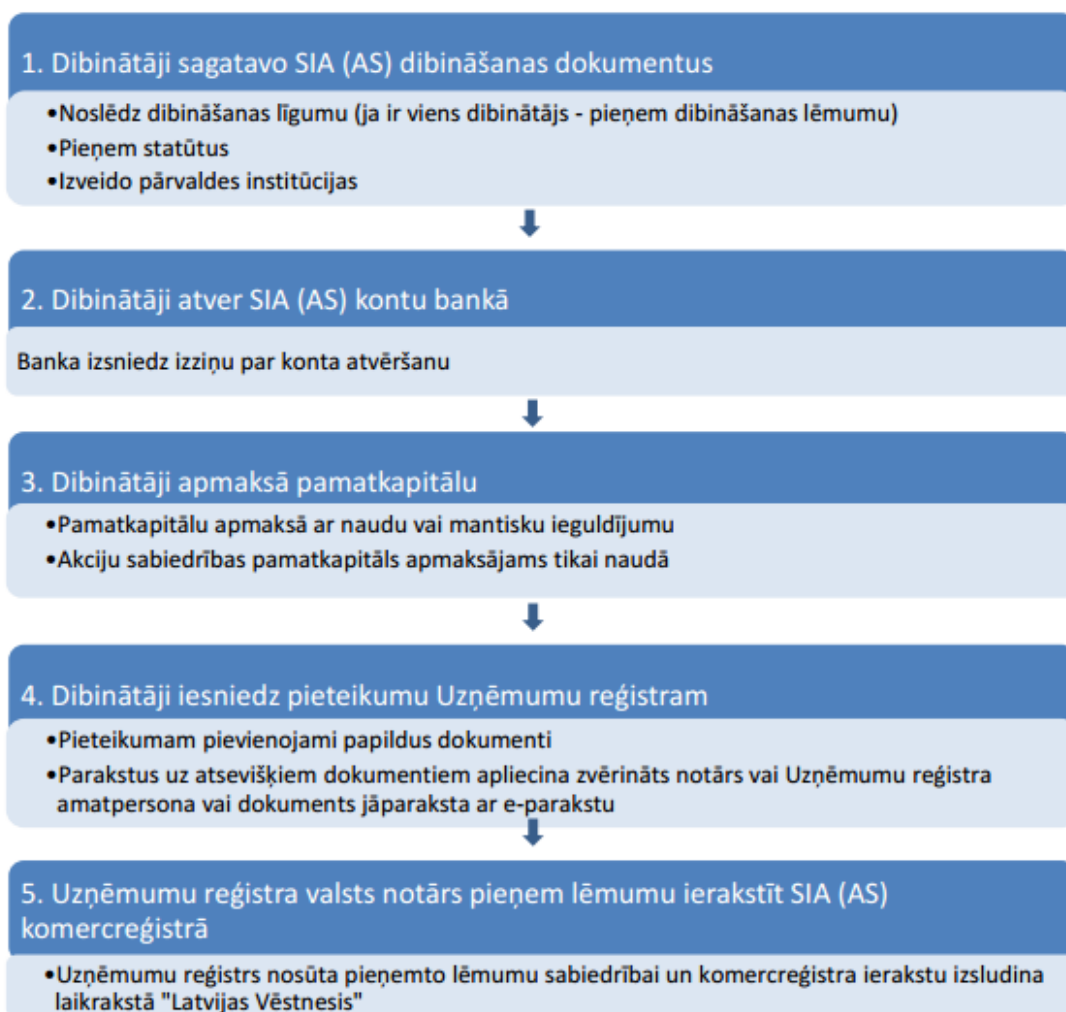 1. Dibinātāji sagatavo SIA (AS) dibināšanas dokumentus
•Noslēdz dibināšanas līgumu (ja ir viens dibinātājs - pieņem dibināšanas lēmumu)
•Pieņem statūtus
•Izveido pārvaldes institūcijas
2. Dibinātāji atver SIA (AS) kontu bankā
Banka izsniedz izziņu par konta atvēršanu
3. Dibinātāji apmaksā pamatkapitālu
•Pamatkapitālu apmaksā ar naudu vai mantisku ieguldījumu
•Akciju sabiedrības pamatkapitāls apmaksājams tikai naudā
4. Dibinātāji iesniedz pieteikumu Uzņēmumu reģistram
•Pieteikumam pievienojami papildus dokumenti
•Parakstus uz atsevišķiem dokumentiem apliecina zvērināts notārs vai Uzņēmumu reģistra
amatpersona vai dokuments jāparaksta ar e-parakstu
5. Uzņēmumu reģistra valsts notārs pieņem lēmumu ierakstīt SIA (AS)
komercreģistrā
•Uzņēmumu reģistrs nosūta pieņemto lēmumu sabiedrībai un komercreģistra ierakstu izsludina
laikrakstā "Latvijas Vēstnesis"